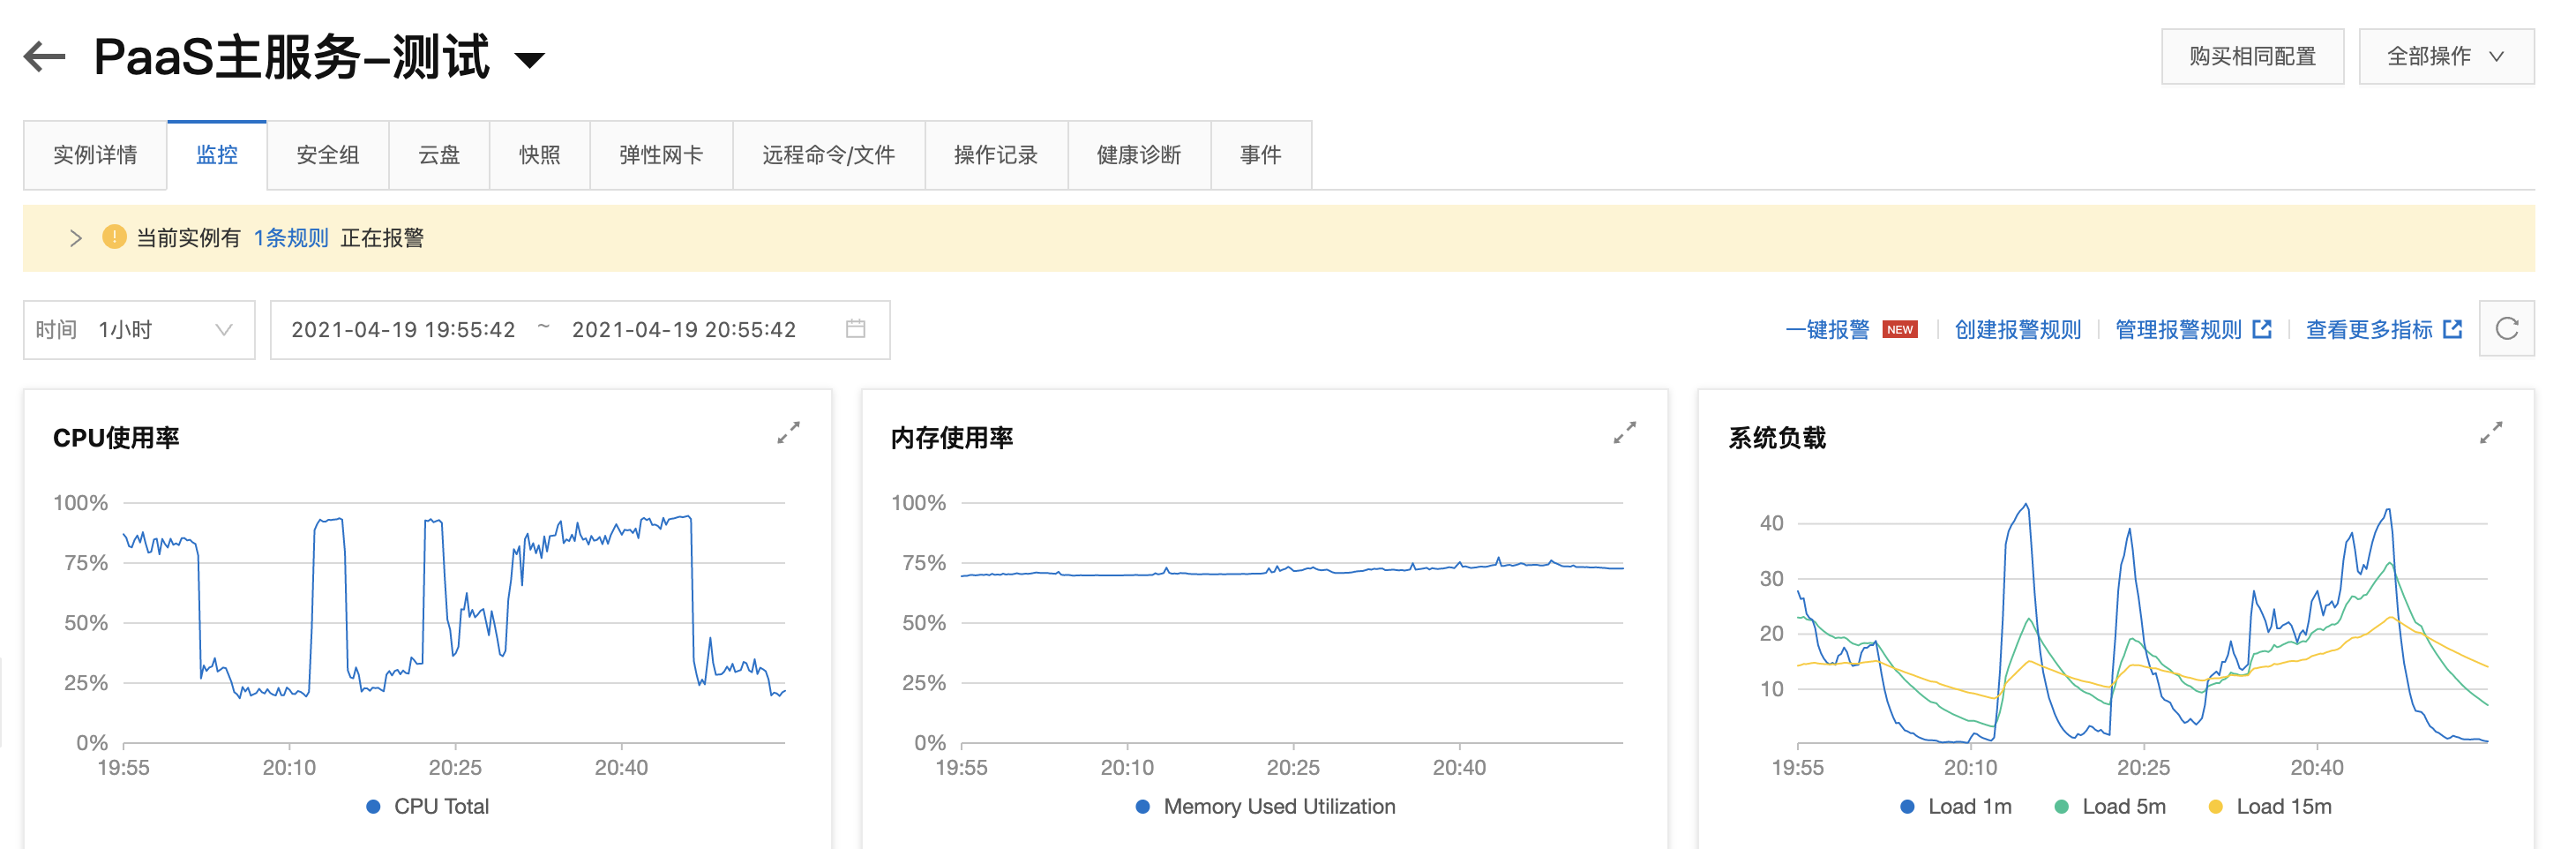 PaaS主服务-测试
购买相同配置
全部操作
实例详情 监控 安全组 云盘 快照 弹性网卡 远程命令/文件 操作记录 健康诊断 事件
当前实例有 1条规则 正在报警
时间 1小时 2021-04-19 19:55:42 ~ 2021-04-19 20:55:42
一键报警 NEW 创建报警规则 管理报警规则 查看更多指标
CPU使用率
100%
75%
50%
25%
0%
19:55 20:10 20:25 20:40
CPU Total
内存使用率
100%
75%
50%
25%
0%
19:55 20:10 20:25 20:40
Memory Used Utilization
系统负载
40
30
20
10
19:55 20:10 20:25 20:40
Load 1m Load 5m Load 15m